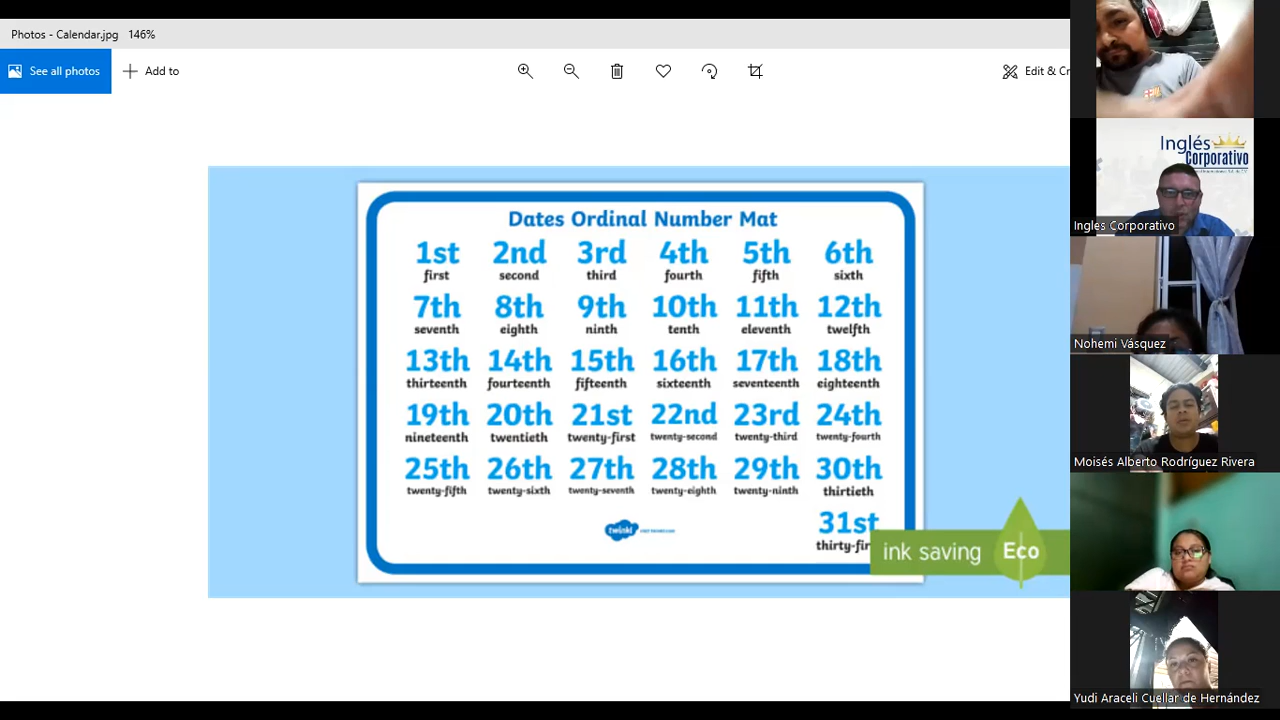 Photos - Calendar.jpg 146%
See all photos
Add to
Edit & Cr
Dates Ordinal Number Mat
1st 2nd 3rd 4th 5th 6th
first second third fourth fifth sixth
7th 8th 9th 10th 11th 12th
seventh eighth ninth tenth eleventh twelfth
13th 14th 15th 16th 17th 18th
thirteenth fourteenth fifteenth sixteenth seventeenth eighteenth
19th 20th 21st 22nd 23rd 24th
nineteenth twentieth twenty-first twenty-second twenty-third twenty-fourth
25th 26th 27th 28th 29th 30th
twenty-fifth twenty-sixth twenty-seventh twenty-eighth twenty-ninth thirtieth
31st
thirty-fir
twinkl
ink saving Eco
Inglés
Corporativo
Ingles Corporativo
Nohemi Vásquez
Moisés Alberto Rodríguez Rivera
Yudi Araceli Cuellar de Hernández